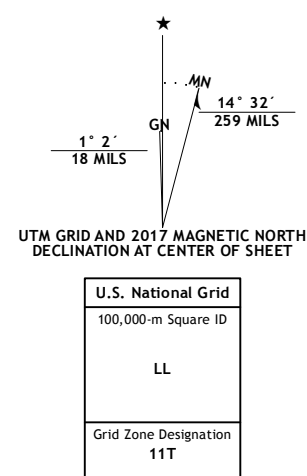 ★
MN
GN
14° 32´
259 MILS
1° 2´
18 MILS
UTM GRID AND 2017 MAGNETIC NORTH
DECLINATION AT CENTER OF SHEET
U.S. National Grid
100,000-m Square ID
LL
Grid Zone Designation
11T